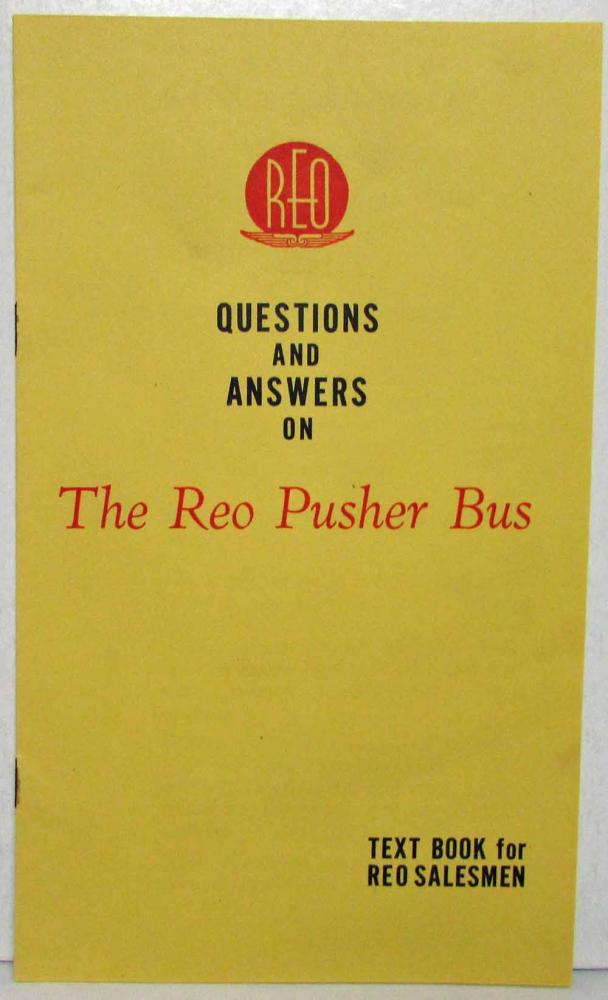 REO
QUESTIONS
AND
ANSWERS
ON
The Reo Pusher Bus
TEXT BOOK for
REO SALESMEN